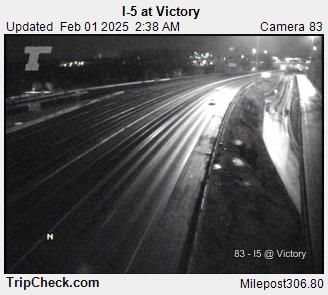 I-5 at Victory
Updated  Feb 01 2025  2:38 AM
Camera 83
T
N
83 - I5 @ Victory
TripCheck.com
Milepost306.80